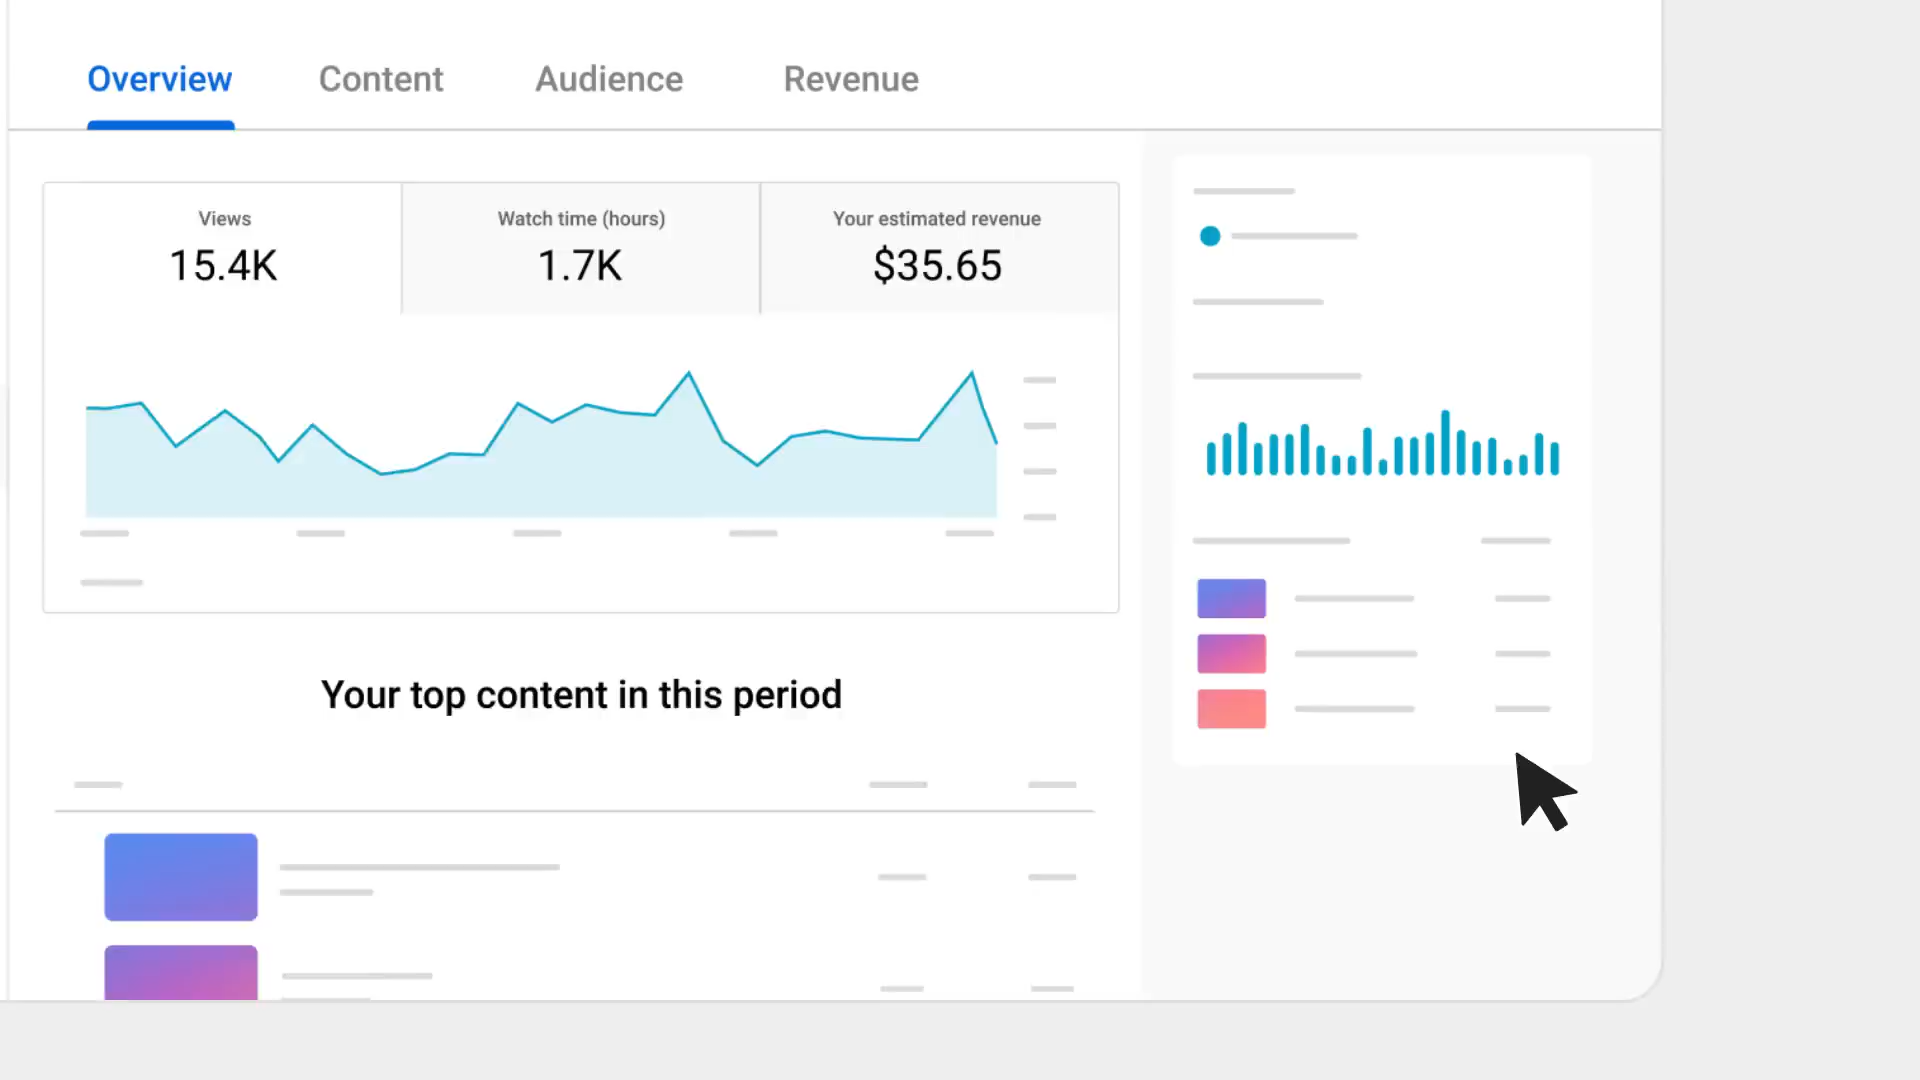 Overview Content Audience Revenue
Views Watch time (hours) Your estimated revenue
15.4K 1.7K $35.65
Your top content in this period